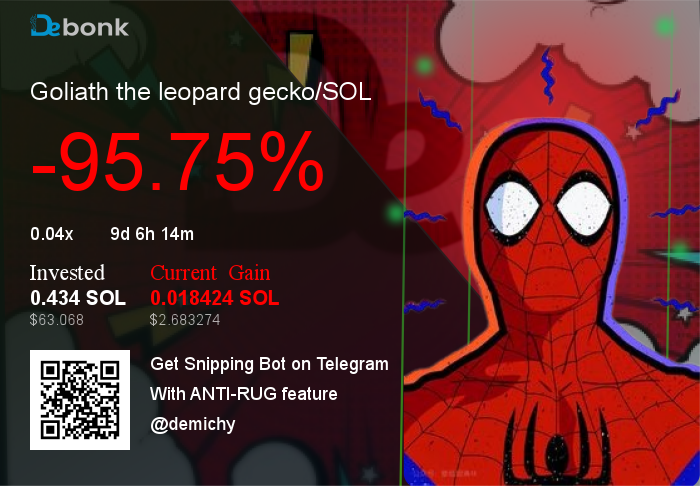 Debonk
Goliath the leopard gecko/SOL
-95.75%
0.04x 9d 6h 14m
Invested Current Gain
0.434 SOL 0.018424 SOL
$63.068 $2.683274
Get Snipping Bot on Telegram
With ANTI-RUG feature
@demichy